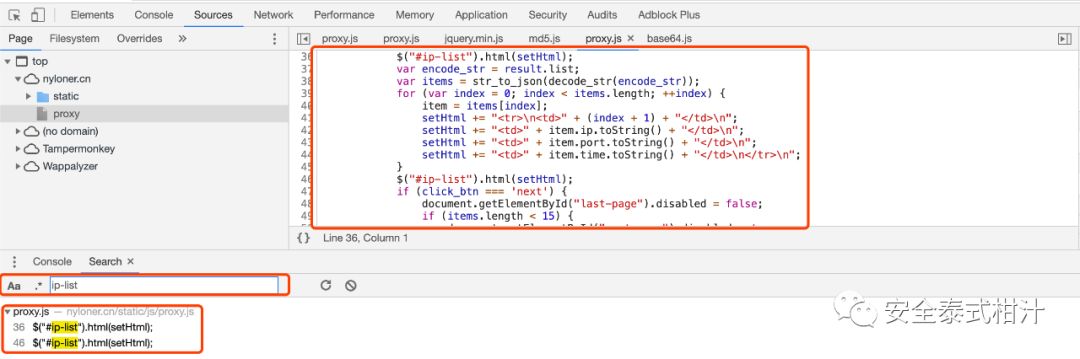 Elements Console Sources Network Performance Memory Application Security Audits Adblock Plus
Page Filesystem Overrides »
proxy.js proxy.js jquery.min.js md5.js proxy.js × base64.js
top
nyloner.cn
static
proxy
(no domain)
Tampermonkey
Wappalyzer
36 $("#ip-list").html(setHtml);
37 var encode_str = result.list;
38 var items = str_to_json(decode_str(encode_str));
39 for (var index = 0; index < items.length; ++index) {
40 item = items[index];
41 setHtml += "<tr>\n<td>" + (index + 1) + "</td>\n";
42 setHtml += "<td>" + item.ip.toString() + "</td>\n";
43 setHtml += "<td>" + item.port.toString() + "</td>\n";
44 setHtml += "<td>" + item.time.toString() + "</td>\n</tr>\n";
45 }
46 $("#ip-list").html(setHtml);
47 if (click_btn === 'next') {
48 document.getElementById("last-page").disabled = false;
49 if (items.length < 15) {
{} Line 36, Column 1
Console Search ×
Aa .* ip-list
proxy.js — nyloner.cn/static/js/proxy.js
36 $("#ip-list").html(setHtml);
46 $("#ip-list").html(setHtml);
安全泰式柑汁